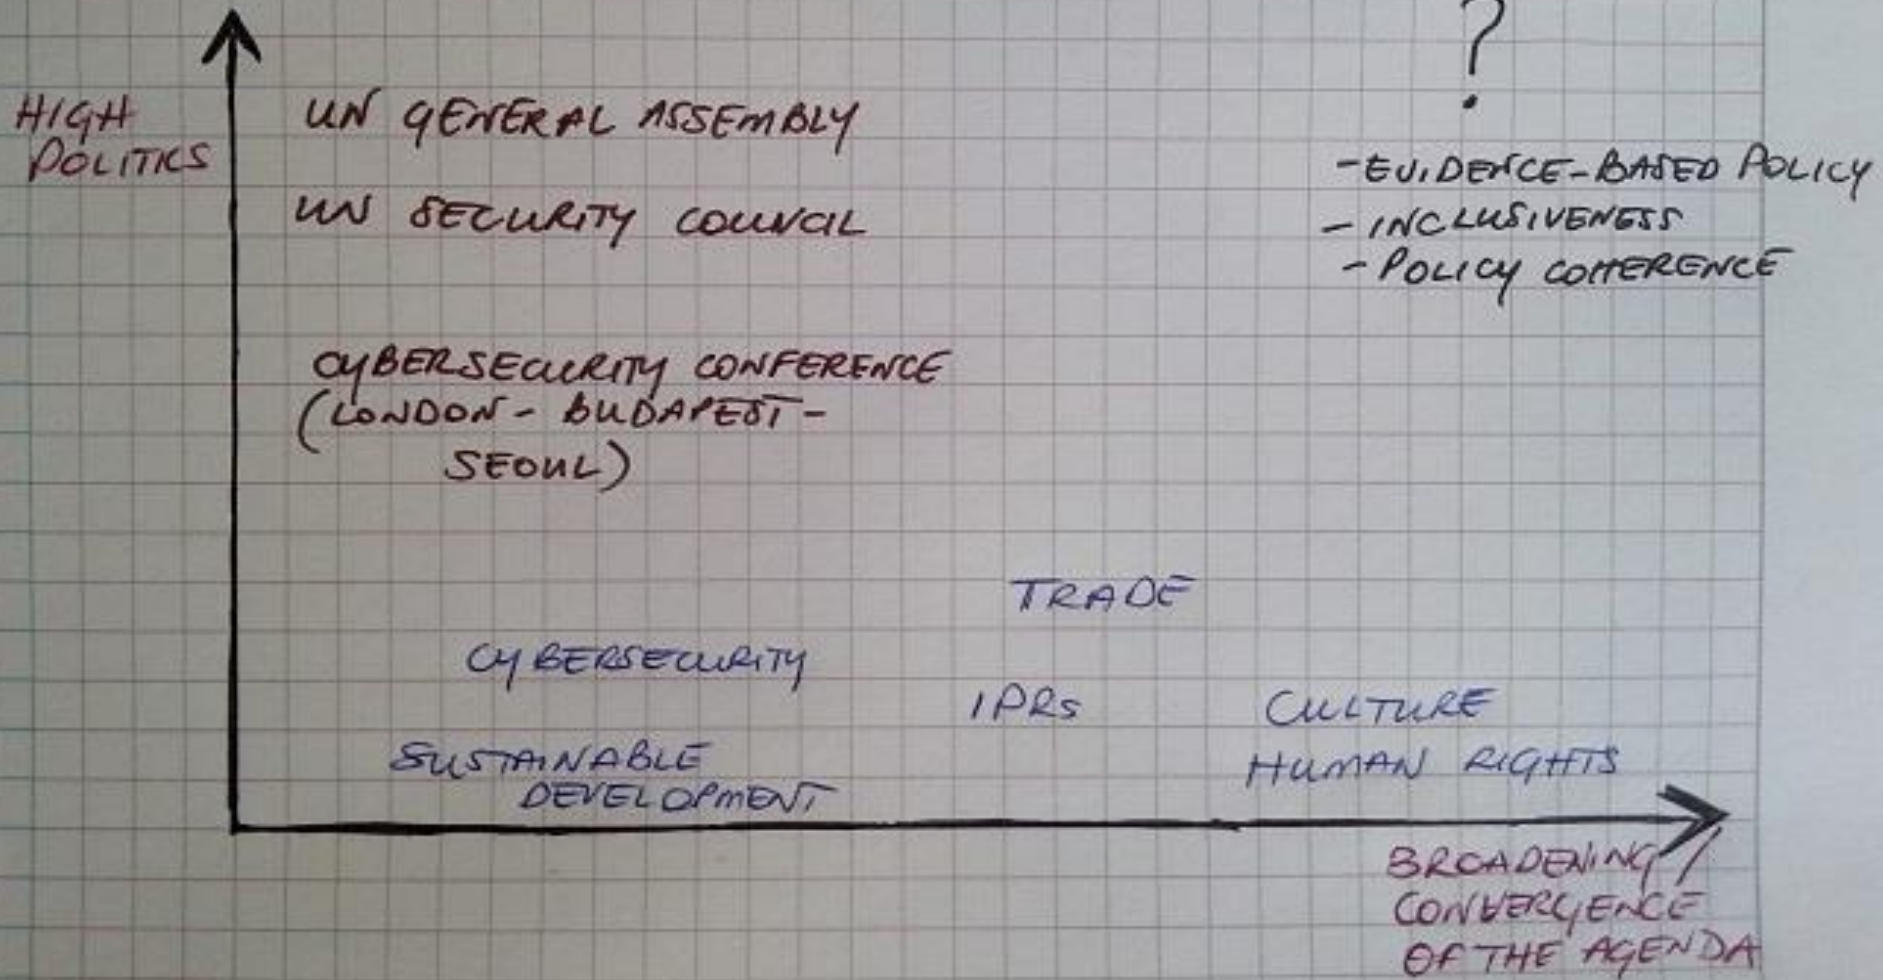 ?
HIGH
POLITICS
UN GENERAL ASSEMBLY
- EVIDENCE-BASED POLICY
UN SECURITY COUNCIL
- INCLUSIVENESS
- POLICY COHERENCE
CYBERSECURITY CONFERENCE
(LONDON - BUDAPEST -
SEOUL)
TRADE
CYBERSECURITY
IPRs
CULTURE
SUSTAINABLE
DEVELOPMENT
HUMAN RIGHTS
BROADENING/
CONVERGENCE
OF THE AGENDA